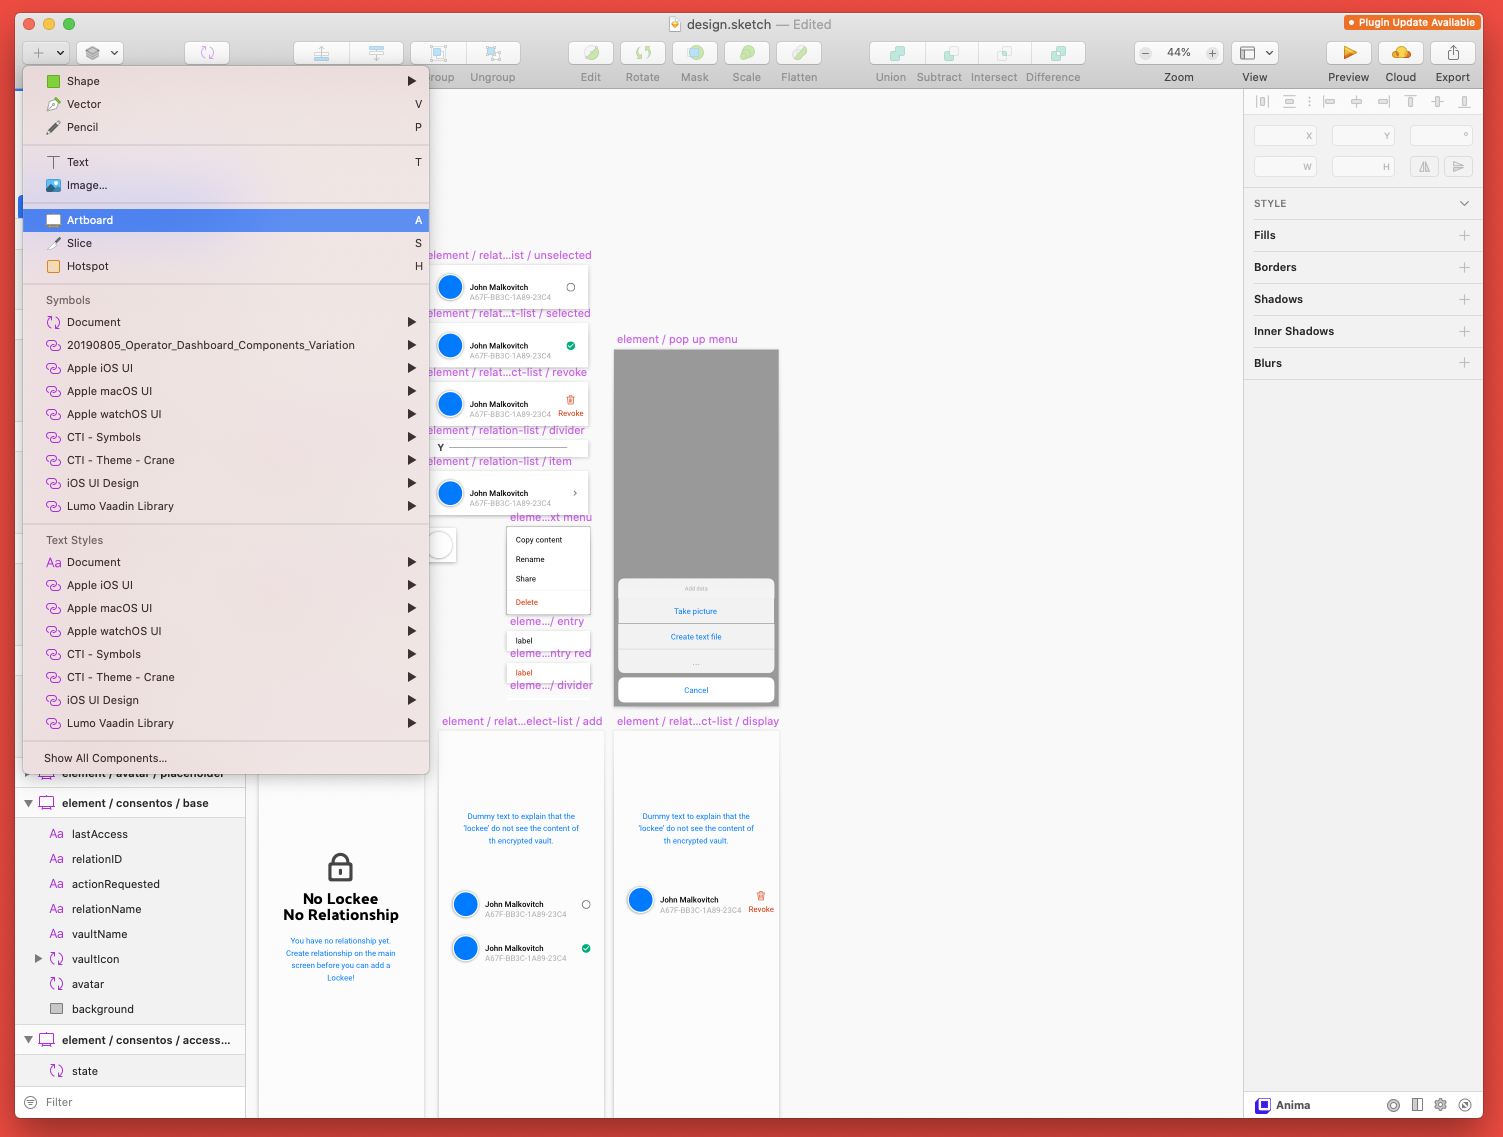 design.sketch — Edited
Plugin Update Available
44%
Group
Ungroup
Edit
Rotate
Mask
Scale
Flatten
Union
Subtract
Intersect
Difference
Zoom
View
Preview
Cloud
Export
Shape
Vector V
Pencil P
Text T
Image...
Artboard A
Slice S
Hotspot H
Symbols
Document
20190805_Operator_Dashboard_Components_Variation
Apple iOS UI
Apple macOS UI
Apple watchOS UI
CTI - Symbols
CTI - Theme - Crane
iOS UI Design
Lumo Vaadin Library
Text Styles
Aa Document
Apple iOS UI
Apple macOS UI
Apple watchOS UI
CTI - Symbols
CTI - Theme - Crane
iOS UI Design
Lumo Vaadin Library
Show All Components...
element / avatar / placeholder
element / consentos / base
Aa lastAccess
Aa relationID
Aa actionRequested
Aa relationName
Aa vaultName
vaultIcon
avatar
background
element / consentos / access...
state
Filter
element / relat...ist / unselected
John Malkovitch
A67F-BB3C-1A89-23C4
element / relat...t-list / selected
John Malkovitch
A67F-BB3C-1A89-23C4
element / relat...ct-list / revoke
John Malkovitch
A67F-BB3C-1A89-23C4
Revoke
element / relation-list / divider
Y
element / relation-list / item
John Malkovitch
A67F-BB3C-1A89-23C4
eleme...xt menu
Copy content
Rename
Share
Delete
eleme.../ entry
label
eleme...ntry red
label
eleme.../ divider
element / pop up menu
Add data
Take picture
Create text file
...
Cancel
No Lockee
No Relationship
You have no relationship yet.
Create relationship on the main
screen before you can add a
Lockee!
element / relat...elect-list / add
Dummy text to explain that the
'lockee' do not see the content of
th encrypted vault.
John Malkovitch
A67F-BB3C-1A89-23C4
John Malkovitch
A67F-BB3C-1A89-23C4
element / relat...ct-list / display
Dummy text to explain that the
'lockee' do not see the content of
th encrypted vault.
John Malkovitch
A67F-BB3C-1A89-23C4
Revoke
X
Y
°
W
H
STYLE
Fills
Borders
Shadows
Inner Shadows
Blurs
Anima